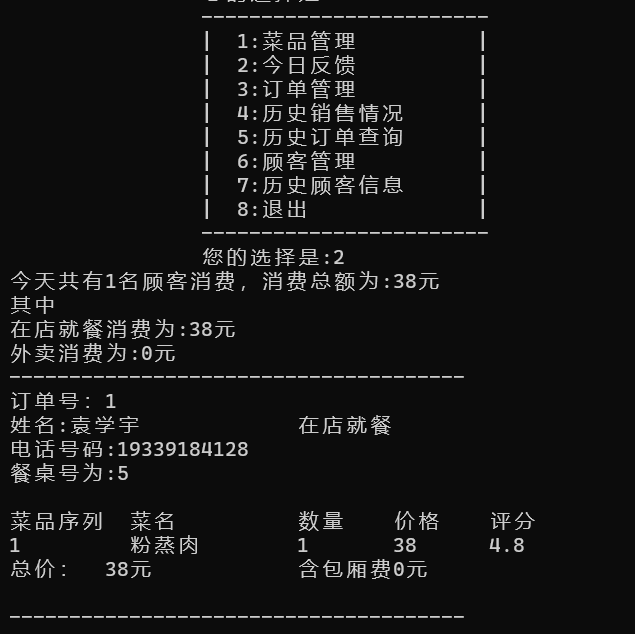 ----------------------
| 1:菜品管理 |
| 2:今日反馈 |
| 3:订单管理 |
| 4:历史销售情况 |
| 5:历史订单查询 |
| 6:顾客管理 |
| 7:历史顾客信息 |
| 8:退出 |
----------------------
您的选择是:2
今天共有1名顾客消费, 消费总额为:38元
其中
在店就餐消费为:38元
外卖消费为:0元
--------------------------------------
订单号: 1
姓名:袁学宇 在店就餐
电话号码:19339184128
餐桌号为:5
菜品序列 菜名 数量 价格 评分
1 粉蒸肉 1 38 4.8
总价: 38元 含包厢费0元
--------------------------------------